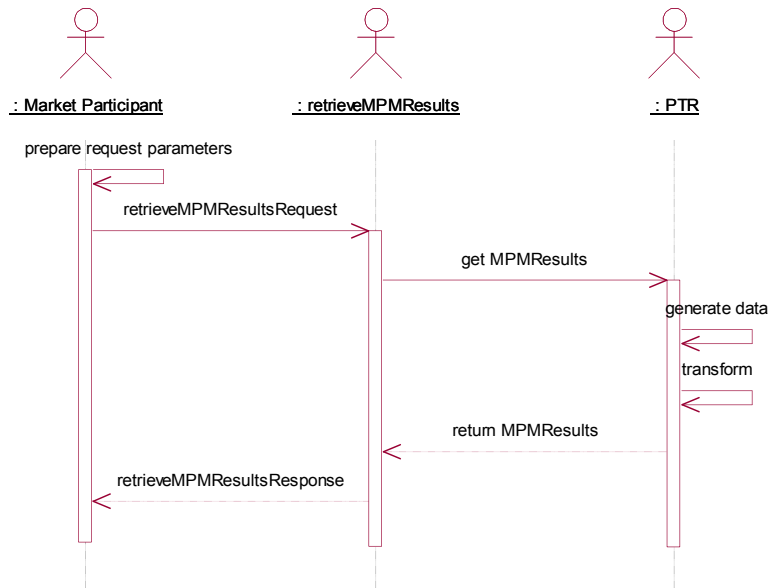 : Market Participant
: retrieveMPMResults
: PTR
prepare request parameters
retrieveMPMResultsRequest
get MPMResults
generate data
transform
return MPMResults
retrieveMPMResultsResponse